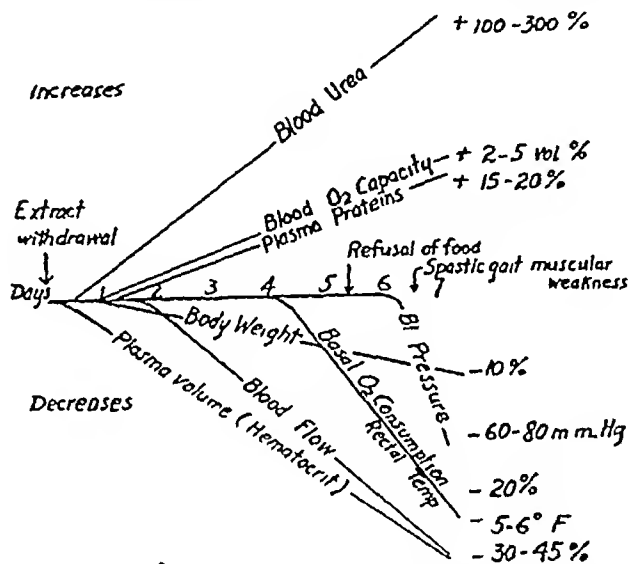 + 100-300 %
Increases
Blood Urea
+ 2-5 vol %
Blood O2 Capacity
+ 15-20%
Plasma Proteins
Extract
withdrawal
Refusal of food
Spastic gait muscular
weakness
Days 1 2 3 4 5 6
Body Weight
Bl Pressure
- 10%
Plasma volume (Hematocrit)
Blood Flow
Basal O2 Consumption
Rectal Temp
Decreases
- 60-80 m m. Hg
- 20%
- 5-6° F
- 30-45 %